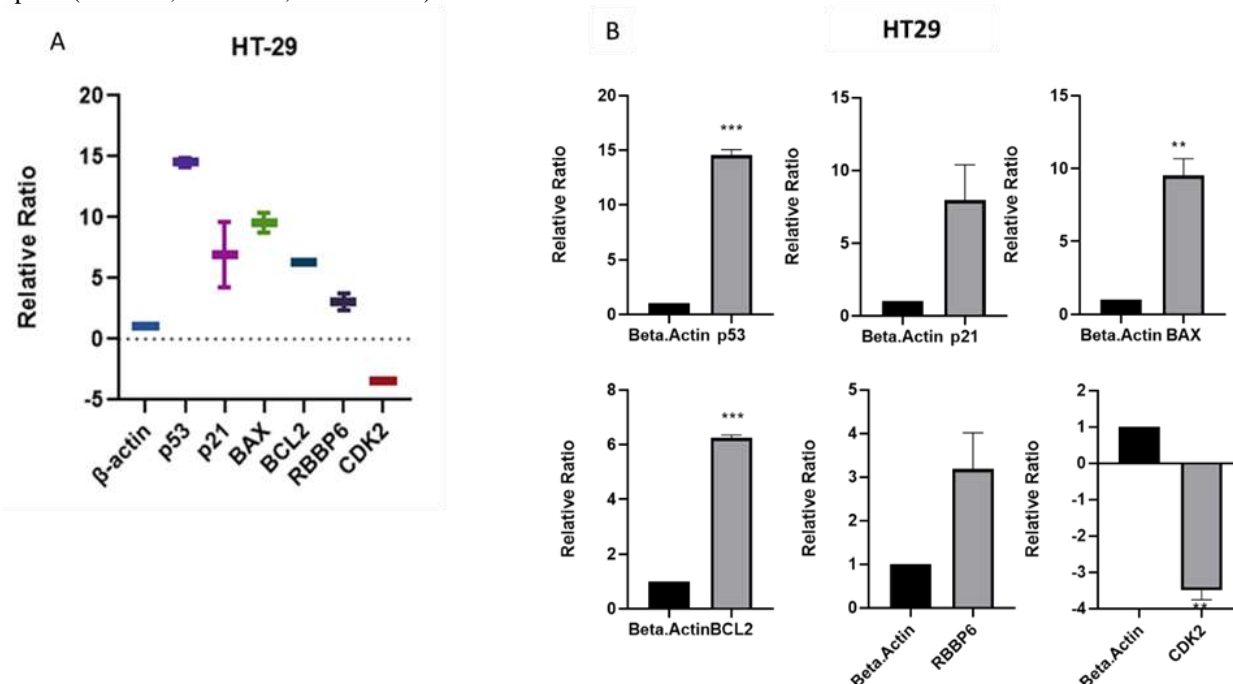 A
HT-29
Relative Ratio
20
15
10
5
0
-5
β-actin
p53
p21
BAX
BCL2
RBBP6
CDK2
B
HT29
Relative Ratio
20
15
10
5
0
***
Beta.Actin p53
Relative Ratio
15
10
5
0
Beta.Actin p21
Relative Ratio
15
10
5
0
**
Beta.Actin BAX
Relative Ratio
8
6
4
2
0
***
Beta.ActinBCL2
Relative Ratio
5
4
3
2
1
0
Beta.Actin
RBBP6
Relative Ratio
2
1
0
-1
-2
-3
-4
**
Beta.Actin
CDK2